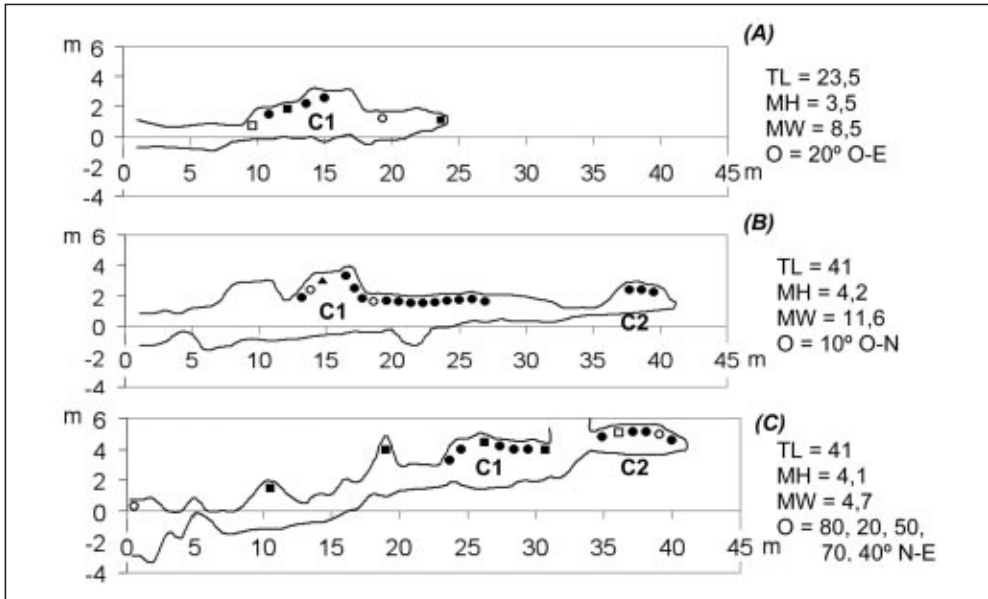 (A)
m 6
4
2
0
-2
-4
C1
0 5 10 15 20 25 30 35 40 45 m
TL = 23,5
MH = 3,5
MW = 8,5
O = 20º O-E
(B)
m 6
4
2
0
-2
-4
C1
C2
0 5 10 15 20 25 30 35 40 45 m
TL = 41
MH = 4,2
MW = 11,6
O = 10º O-N
(C)
m 6
4
2
0
-2
-4
C1
C2
0 5 10 15 20 25 30 35 40 45 m
TL = 41
MH = 4,1
MW = 4,7
O = 80, 20, 50,
70, 40º N-E